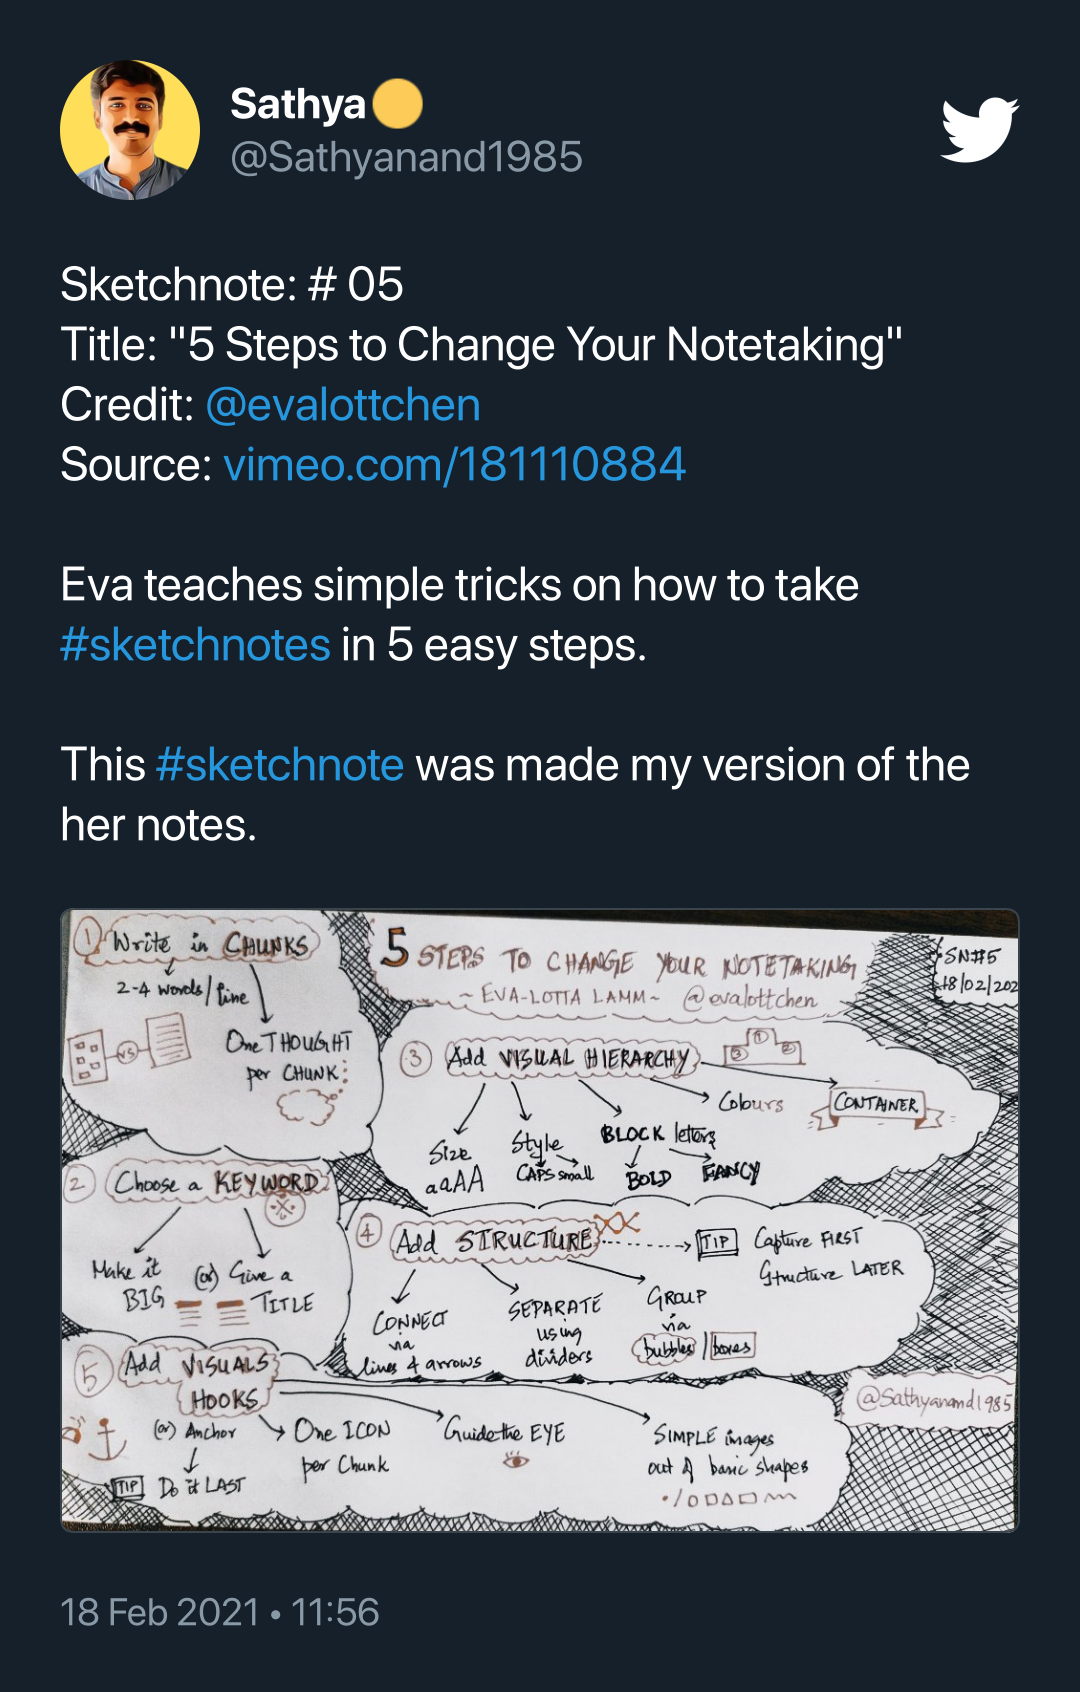 Sathya
@Sathyanand1985
Sketchnote: # 05
Title: "5 Steps to Change Your Notetaking"
Credit: @evalottchen
Source: vimeo.com/181110884
Eva teaches simple tricks on how to take
#sketchnotes in 5 easy steps.
This #sketchnote was made my version of the
her notes.
5 STEPS TO CHANGE YOUR NOTETAKING
~ EVA-LOTTA LAMM ~ @evalottchen
SN#5
18/02/202
1 Write in CHUNKS
2-4 words/line
VS
One THOUGHT
per CHUNK
2 Choose a KEYWORD
Make it
BIG
(or) Give a
TITLE
3 Add VISUAL HIERARCHY
1
2
3
Size
aaAA
Style
CAPS small
BLOCK letters
BOLD
FANCY
Colours
CONTAINER
4 Add STRUCTURE
TIP
Capture FIRST
Structure LATER
CONNECT
via
lines & arrows
SEPARATE
using
dividers
GROUP
via
bubbles / boxes
5 Add VISUALS
HOOKS
(or) Anchor
TIP Do it LAST
One ICON
per Chunk
Guide the EYE
SIMPLE images
out of basic shapes
@Sathyanand1985
18 Feb 2021 • 11:56